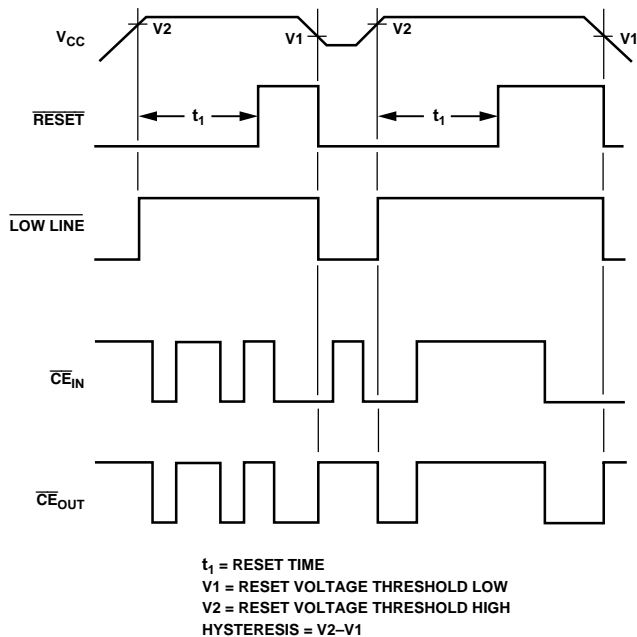 V2 V1 V2 V1
VCC
RESET
t1 t1
LOW LINE
CEIN
CEOUT
t1 = RESET TIME
V1 = RESET VOLTAGE THRESHOLD LOW
V2 = RESET VOLTAGE THRESHOLD HIGH
HYSTERESIS = V2–V1